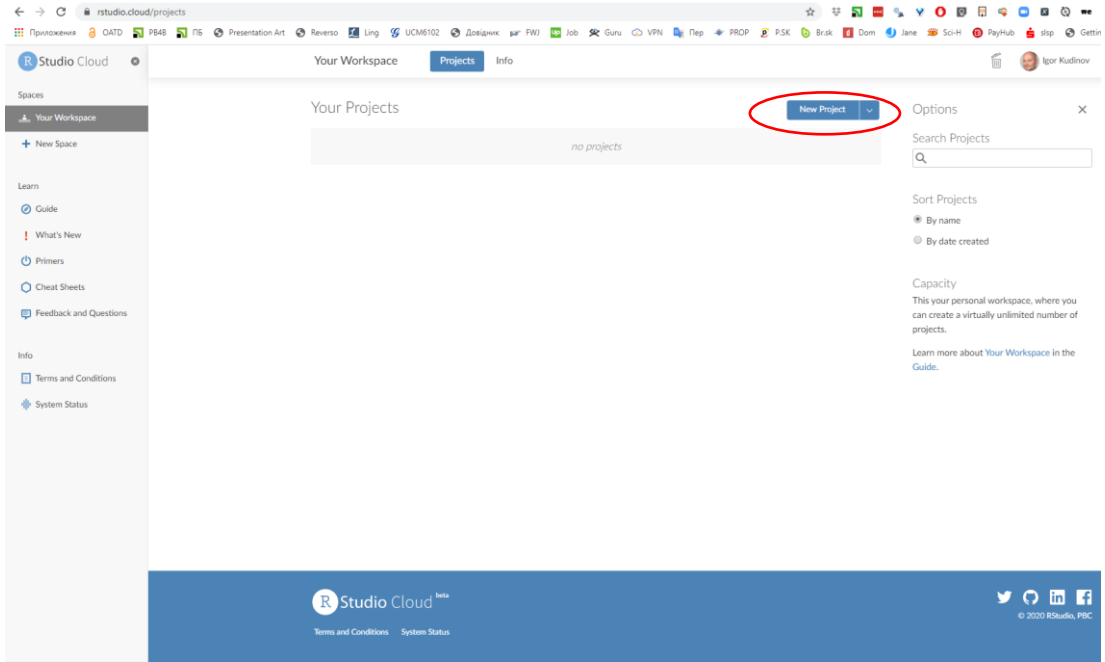 rstudio.cloud/projects
Приложения OATD PB4B ПБ Presentation Art Reverso Ling UCM6102 Довідник FWJ Job Guru VPN Пер PROP P.SK Br.sk Dom Jane Sci-H PayHub slsp Gettin
R Studio Cloud
Your Workspace Projects Info
Igor Kudinov
Spaces
Your Workspace
New Space
Learn
Guide
What's New
Primers
Cheat Sheets
Feedback and Questions
Info
Terms and Conditions
System Status
Your Projects
New Project
no projects
Options
Search Projects
Sort Projects
By name
By date created
Capacity
This your personal workspace, where you
can create a virtually unlimited number of
projects.
Learn more about Your Workspace in the
Guide.
R Studio Cloud beta
Terms and Conditions System Status
© 2020 RStudio, PBC